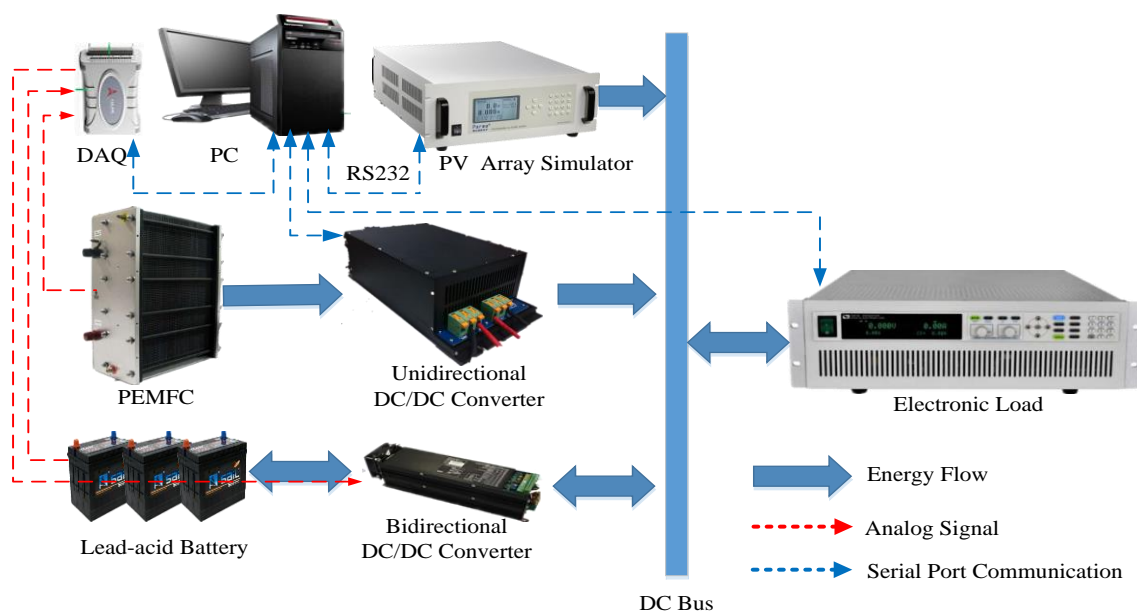 DAQ
PC
RS232
PV Array Simulator
PEMFC
Unidirectional
DC/DC Converter
Electronic Load
Lead-acid Battery
Bidirectional
DC/DC Converter
DC Bus
Energy Flow
Analog Signal
Serial Port Communication